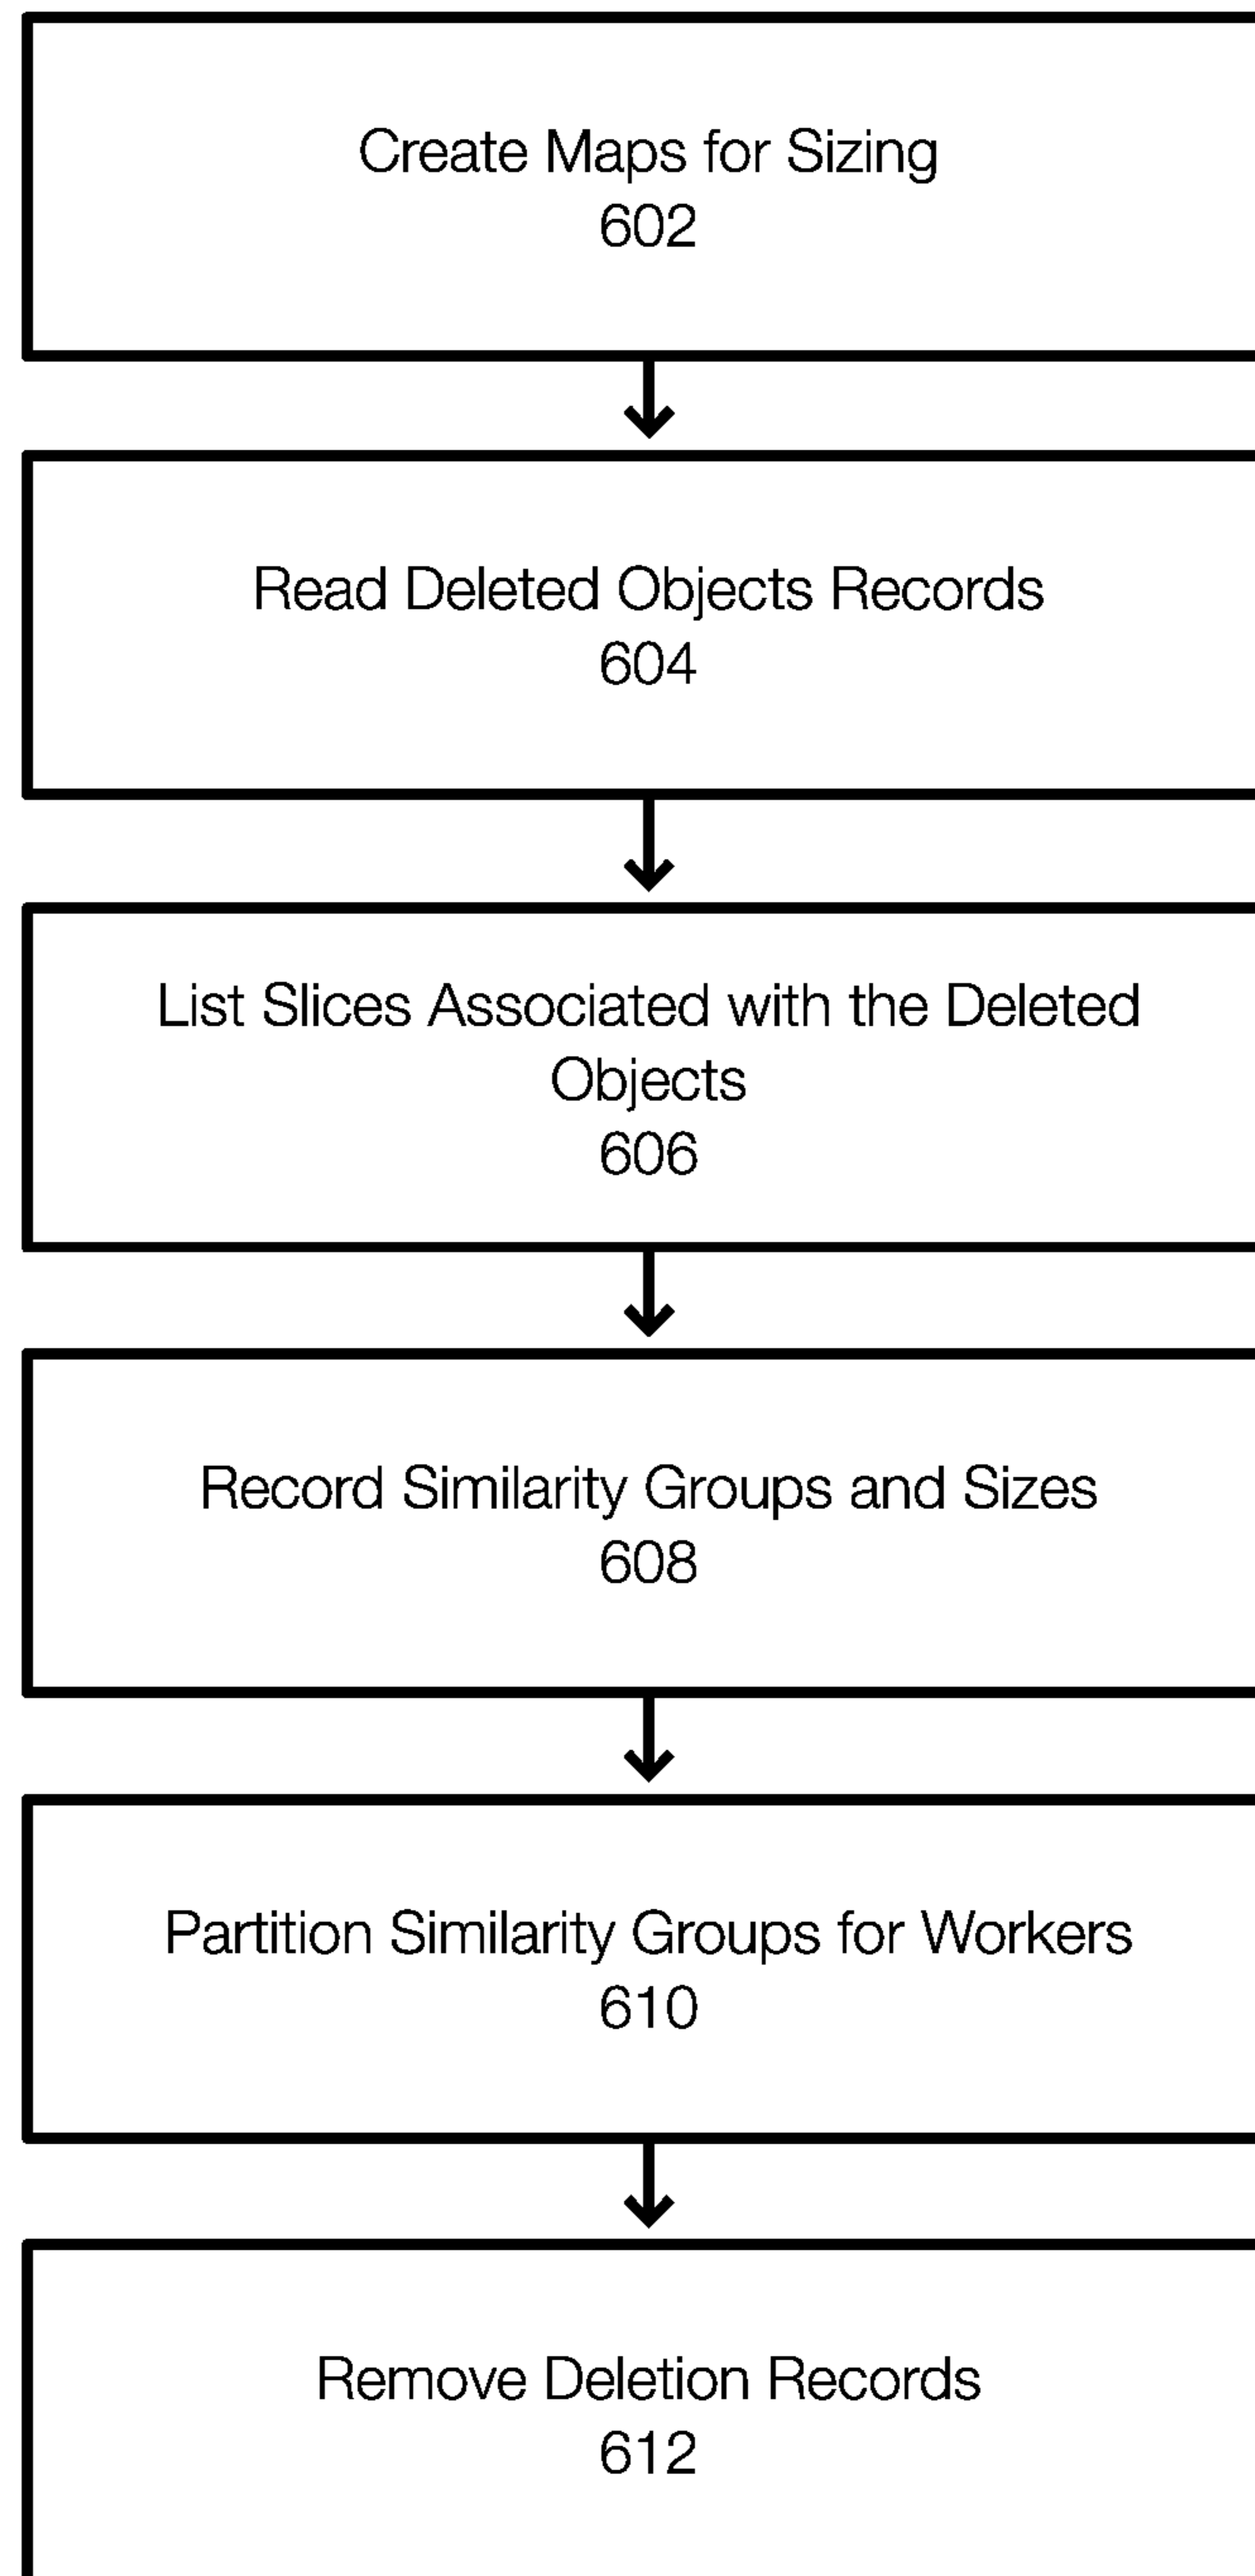 Create Maps for Sizing
602
Read Deleted Objects Records
604
List Slices Associated with the Deleted
Objects
606
Record Similarity Groups and Sizes
608
Partition Similarity Groups for Workers
610
Remove Deletion Records
612